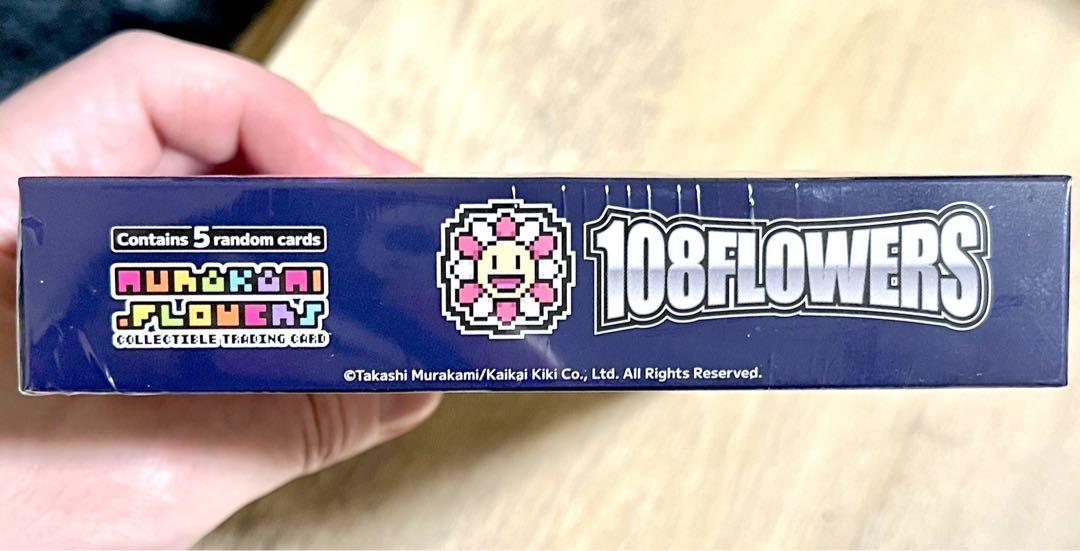 Contains 5 random cards
MURAKAMI
.FLOWERS
COLLECTIBLE TRADING CARD
108FLOWERS
©Takashi Murakami/Kaikai Kiki Co., Ltd. All Rights Reserved.